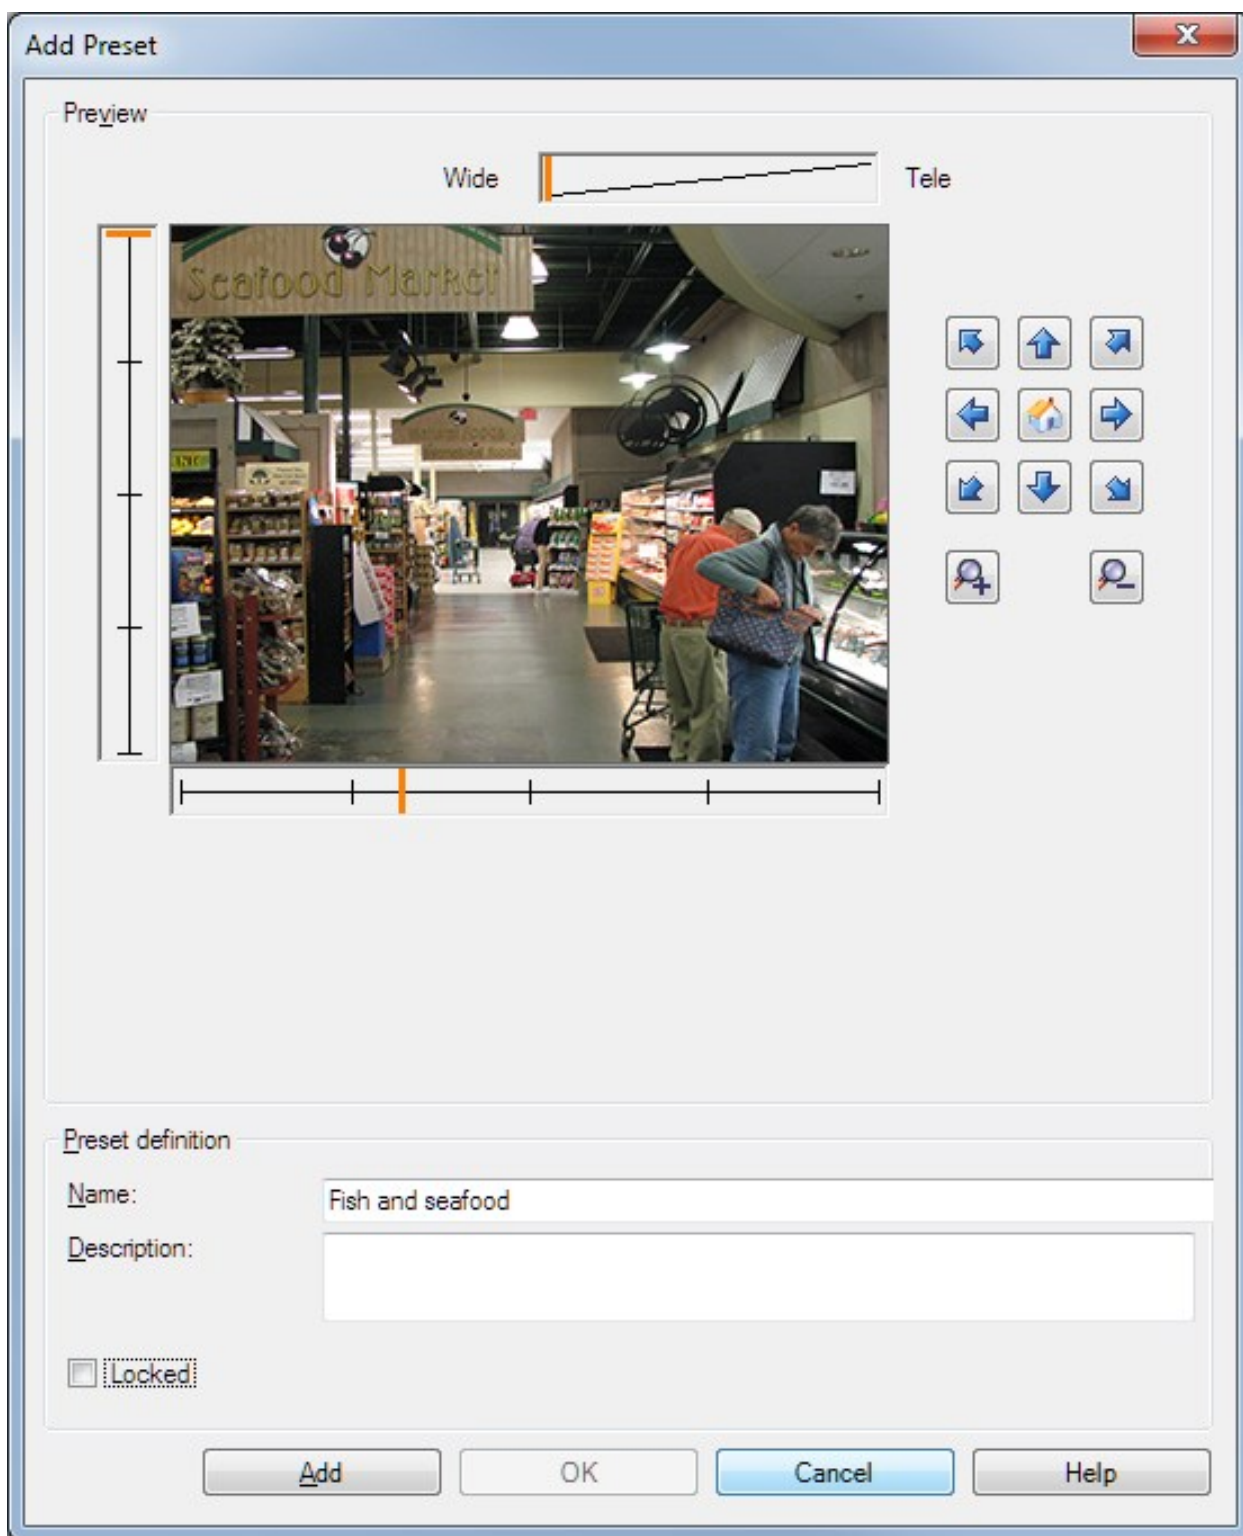 Add Preset
Preview
Wide
Tele
Seafood Market
Preset definition
Name:
Fish and seafood
Description:
Locked
Add
OK
Cancel
Help